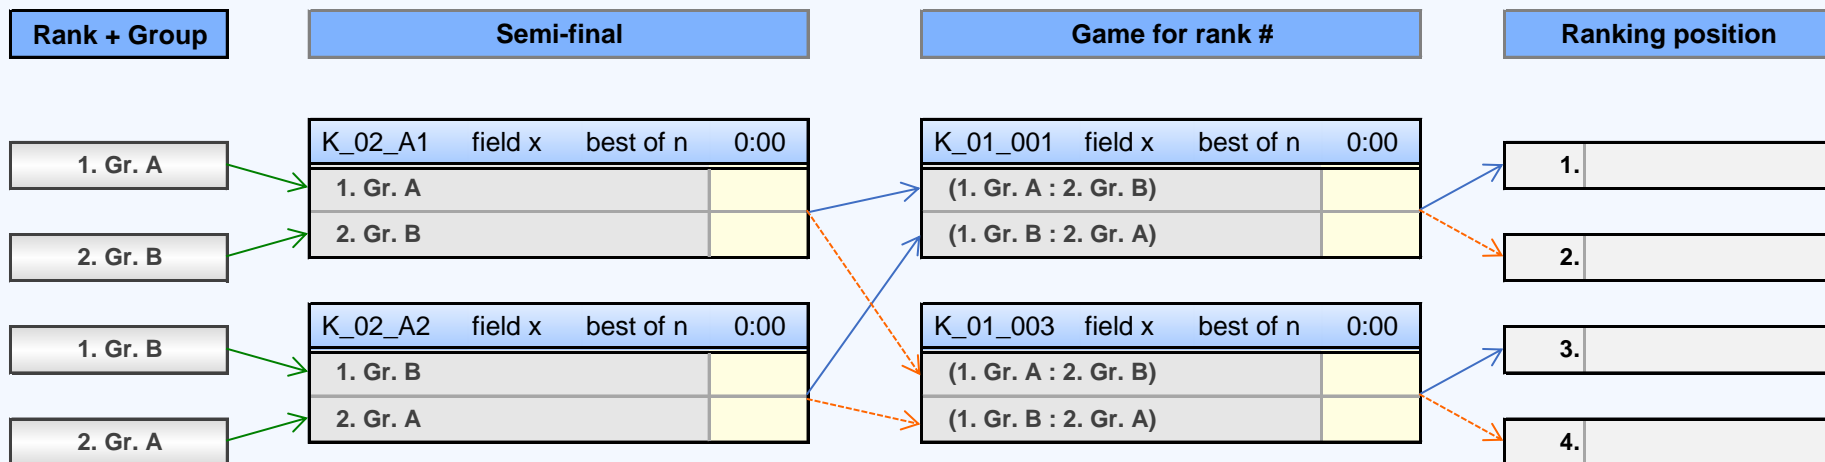 Rank + Group
Semi-final
Game for rank #
Ranking position
K_02_A1 field x best of n 0:00
K_01_001 field x best of n 0:00
1. Gr. A
1. Gr. A
(1. Gr. A : 2. Gr. B)
1.
2. Gr. B
2. Gr. B
(1. Gr. B : 2. Gr. A)
2.
K_02_A2 field x best of n 0:00
K_01_003 field x best of n 0:00
1. Gr. B
1. Gr. B
(1. Gr. A : 2. Gr. B)
3.
2. Gr. A
2. Gr. A
(1. Gr. B : 2. Gr. A)
4.